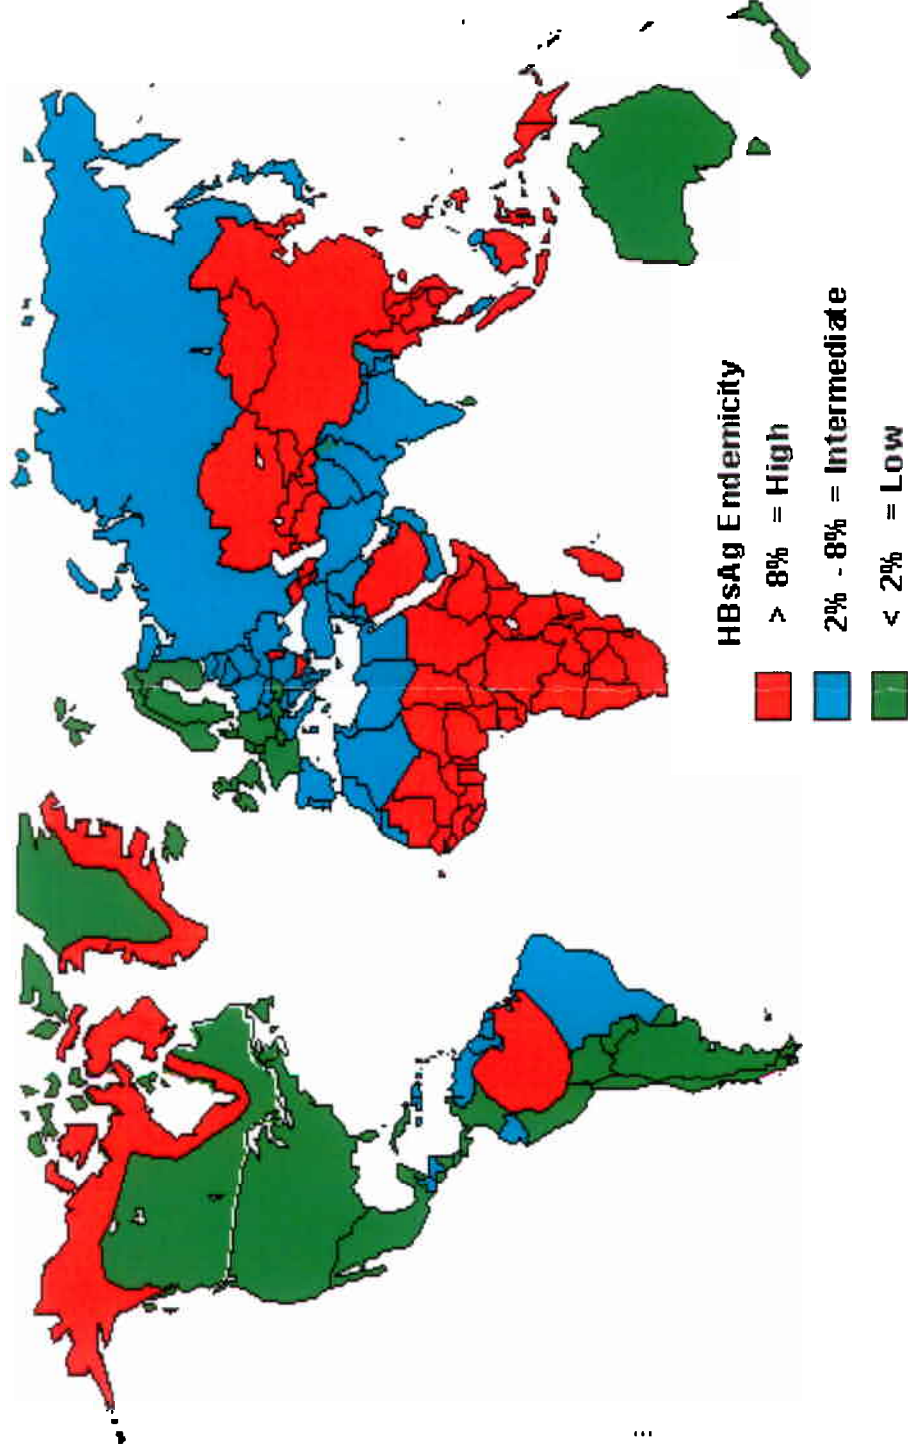 HBsAg Endemicity
> 8% = High
2% - 8% = Intermediate
< 2% = Low